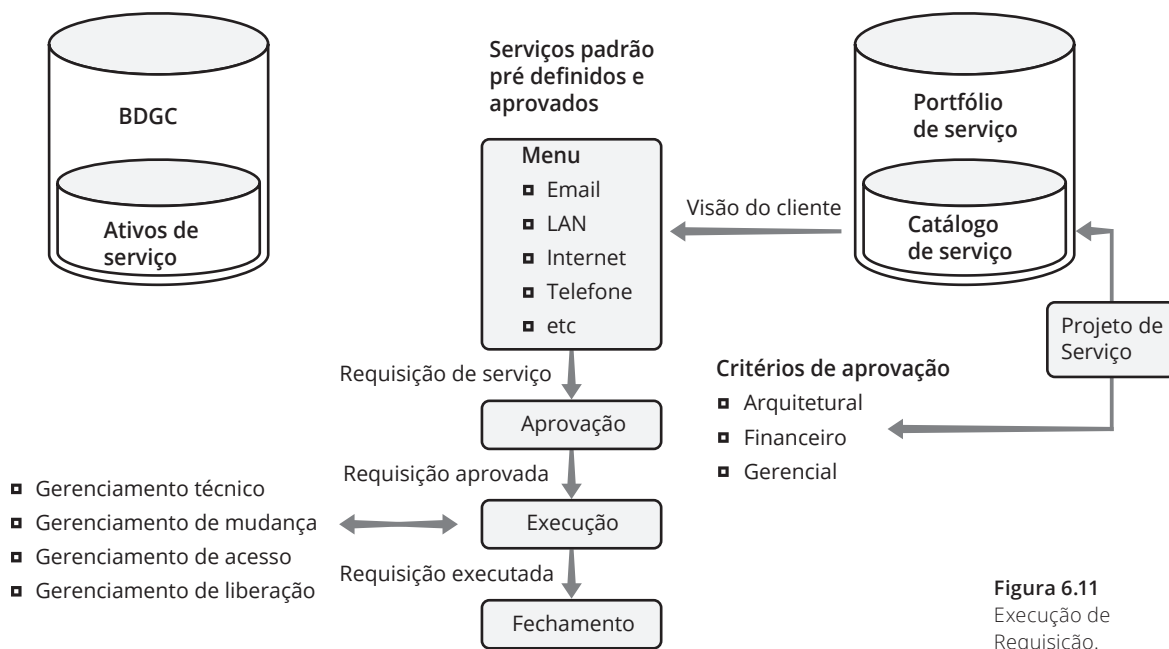 BDGC
Ativos de
serviço
Serviços padrão
pré definidos e
aprovados
Menu
Email
LAN
Internet
Telefone
etc
Visão do cliente
Portfólio
de serviço
Catálogo
de serviço
Projeto de
Serviço
Requisição de serviço
Critérios de aprovação
Arquitetural
Financeiro
Gerencial
Aprovação
Requisição aprovada
Gerenciamento técnico
Gerenciamento de mudança
Gerenciamento de acesso
Gerenciamento de liberação
Execução
Requisição executada
Fechamento
Figura 6.11
Execução de
Requisição.